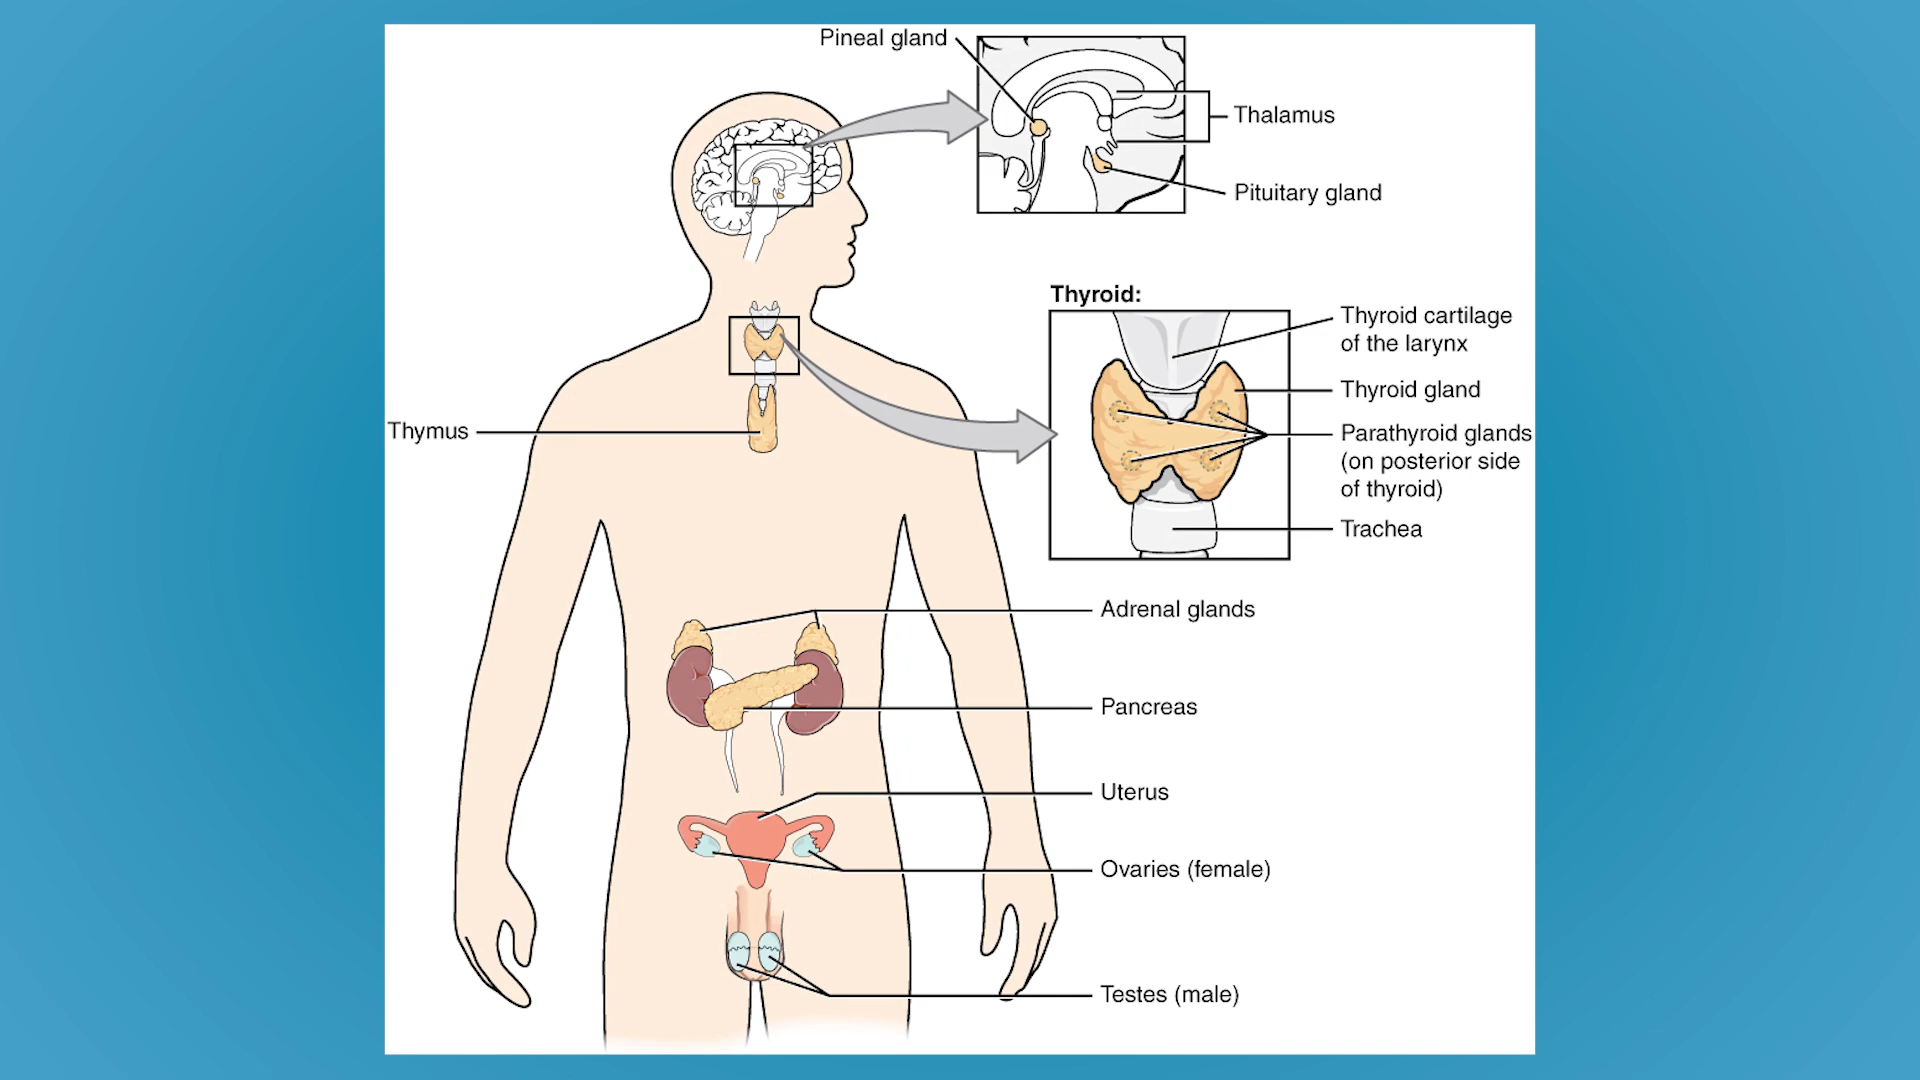 Pineal gland
Thalamus
Pituitary gland
Thyroid:
Thyroid cartilage
of the larynx
Thyroid gland
Parathyroid glands
(on posterior side
of thyroid)
Trachea
Thymus
Adrenal glands
Pancreas
Uterus
Ovaries (female)
Testes (male)